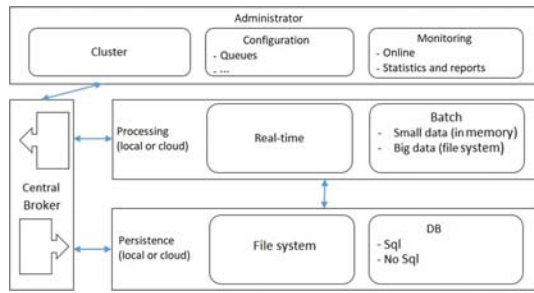 Administrator
Cluster
Configuration
- Queues
- ...
Monitoring
- Online
- Statistics and reports
Central
Broker
Processing
(local or cloud)
Real-time
Batch
- Small data (in memory)
- Big data (file system)
Persistence
(local or cloud)
File system
DB
- Sql
- No Sql